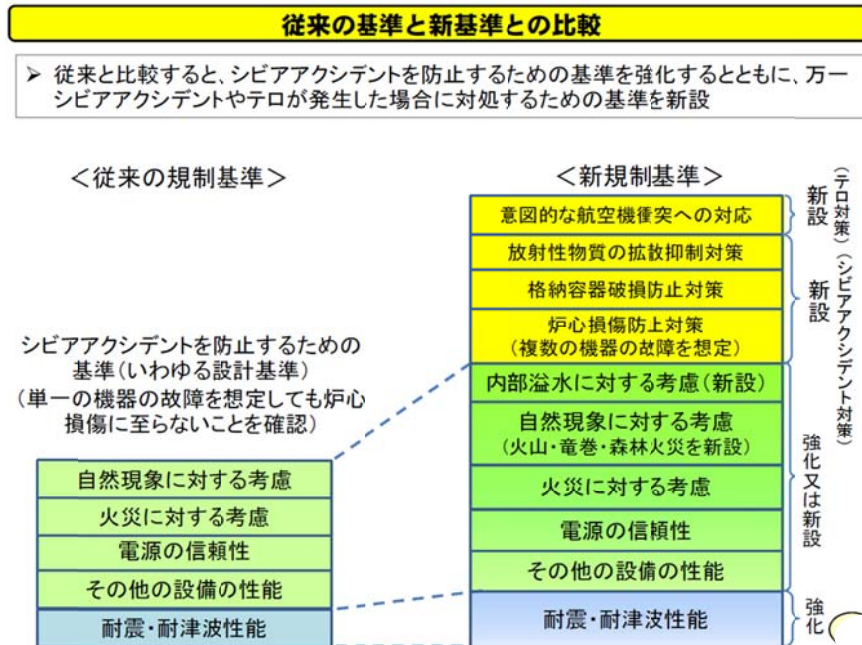 従来の基準と新基準との比較
➢ 従来と比較すると、シビアアクシデントを防止するための基準を強化するとともに、万一
シビアアクシデントやテロが発生した場合に対処するための基準を新設
＜従来の規制基準＞
シビアアクシデントを防止するための
基準(いわゆる設計基準)
(単一の機器の故障を想定しても炉心
損傷に至らないことを確認)
自然現象に対する考慮
火災に対する考慮
電源の信頼性
その他の設備の性能
耐震・耐津波性能
＜新規制基準＞
意図的な航空機衝突への対応
放射性物質の拡散抑制対策
格納容器破損防止対策
炉心損傷防止対策
(複数の機器の故障を想定)
内部溢水に対する考慮(新設)
自然現象に対する考慮
(火山・竜巻・森林火災を新設)
火災に対する考慮
電源の信頼性
その他の設備の性能
耐震・耐津波性能
新設
(テロ対策)
新設
(シビアアクシデント対策)
強化又は新設
強化